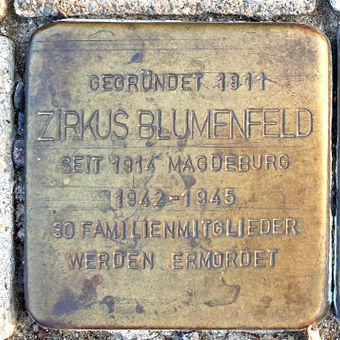 GEGRÜNDET 1911
ZIRKUS BLUMENFELD
SEIT 1914 MAGDEBURG
1942-1945
30 FAMILIENMITGLIEDER
WERDEN ERMORDET